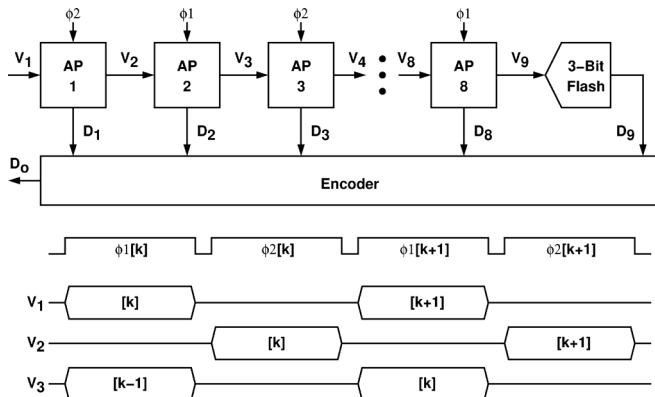 ϕ2 ϕ1 ϕ2 ϕ1
V1 AP 1 V2 AP 2 V3 AP 3 V4 V8 AP 8 V9 3-Bit Flash
D1 D2 D3 D8 D9
Do
Encoder
ϕ1[k] ϕ2[k] ϕ1[k+1] ϕ2[k+1]
V1 [k] [k+1]
V2 [k] [k+1]
V3 [k-1] [k]